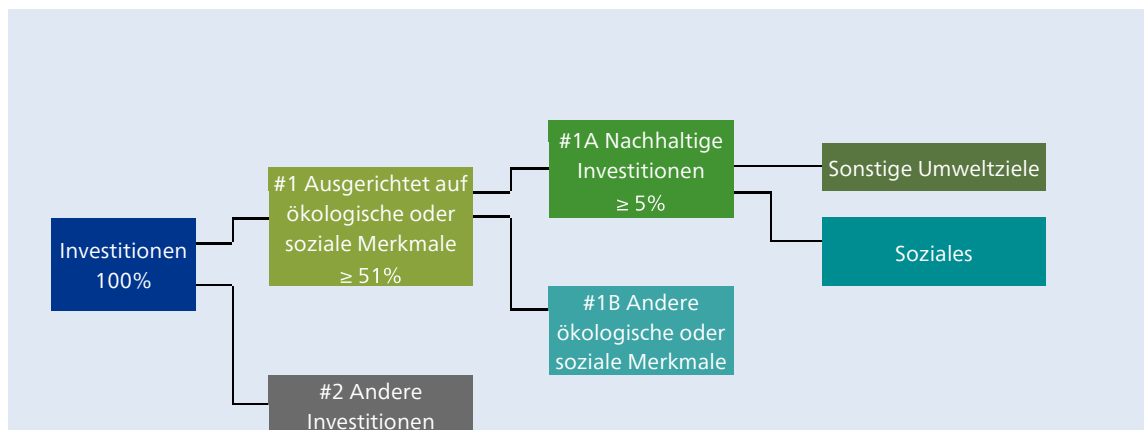 Investitionen
100%
#1 Ausgerichtet auf
ökologische oder
soziale Merkmale
≥ 51%
#2 Andere
Investitionen
#1A Nachhaltige
Investitionen
≥ 5%
#1B Andere
ökologische oder
soziale Merkmale
Sonstige Umweltziele
Soziales